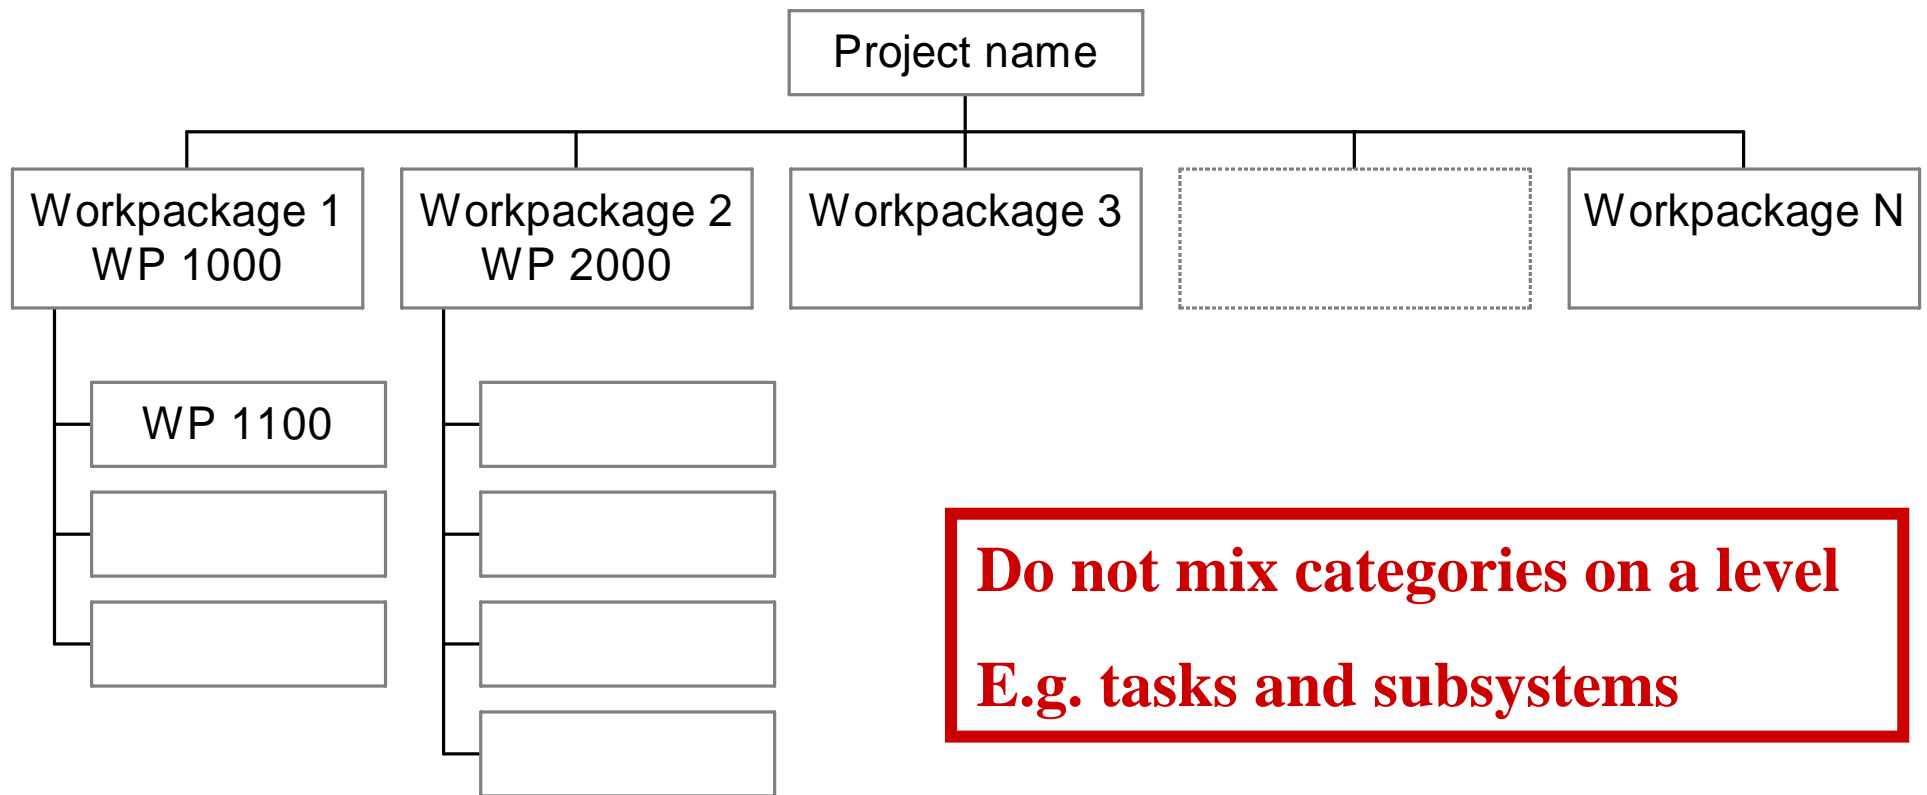 Project name
Workpackage 1
WP 1000
Workpackage 2
WP 2000
Workpackage 3
Workpackage N
WP 1100
Do not mix categories on a level
E.g. tasks and subsystems